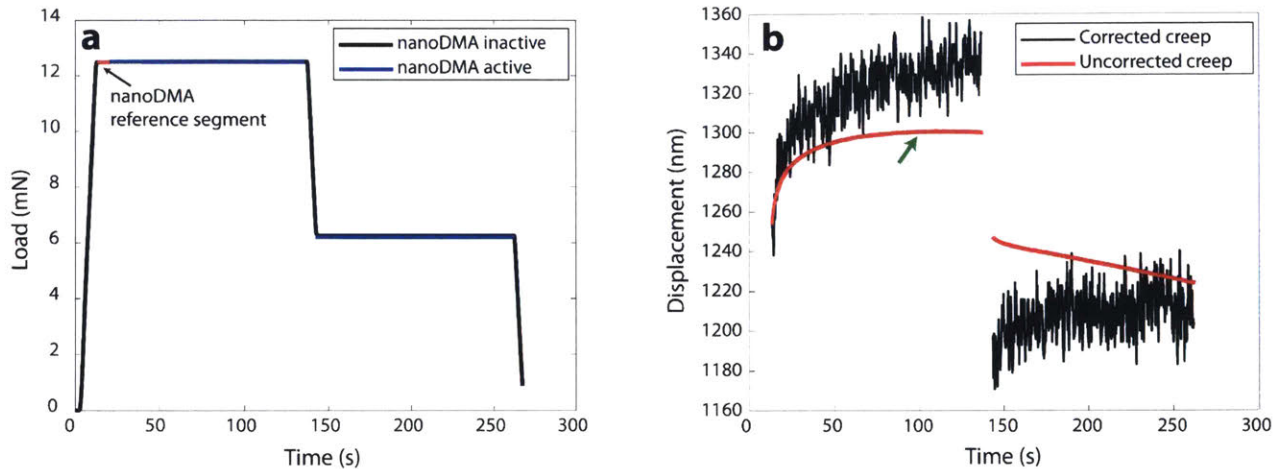 a
nanoDMA inactive
nanoDMA active
nanoDMA
reference segment
14
12
10
8
6
4
2
0
0 50 100 150 200 250 300
Load (mN)
Time (s)
b
Corrected creep
Uncorrected creep
1360
1340
1320
1300
1280
1260
1240
1220
1200
1180
1160
0 50 100 150 200 250 300
Displacement (nm)
Time (s)